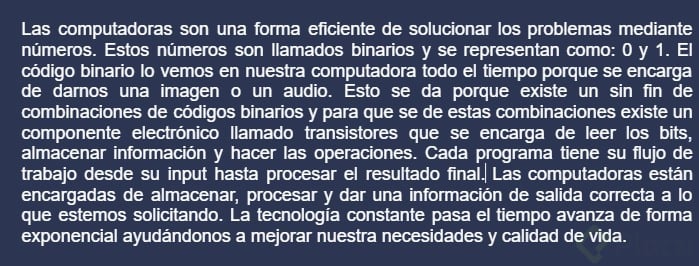 Las computadoras son una forma eficiente de solucionar los problemas mediante
números. Estos números son llamados binarios y se representan como: 0 y 1. El
código binario lo vemos en nuestra computadora todo el tiempo porque se encarga
de darnos una imagen o un audio. Esto se da porque existe un sin fin de
combinaciones de códigos binarios y para que se de estas combinaciones existe un
componente electrónico llamado transistores que se encarga de leer los bits,
almacenar información y hacer las operaciones. Cada programa tiene su flujo de
trabajo desde su input hasta procesar el resultado final. Las computadoras están
encargadas de almacenar, procesar y dar una información de salida correcta a lo
que estemos solicitando. La tecnología constante pasa el tiempo avanza de forma
exponencial ayudándonos a mejorar nuestra necesidades y calidad de vida.